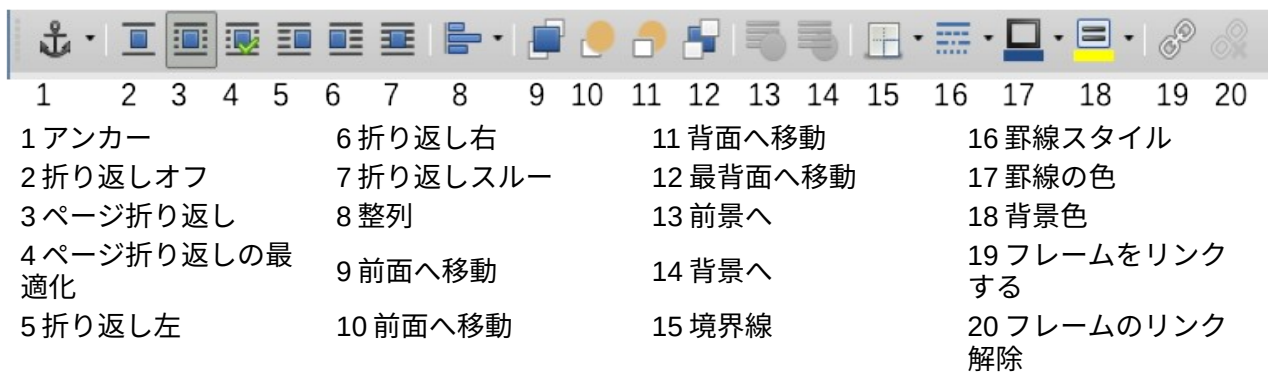 1 2 3 4 5 6 7 8 9 10 11 12 13 14 15 16 17 18 19 20
1 アンカー
2 折り返しオフ
3 ページ折り返し
4 ページ折り返しの最
適化
5 折り返し左
6 折り返し右
7 折り返しスルー
8 整列
9 前面へ移動
10 前面へ移動
11 背面へ移動
12 最背面へ移動
13 前景へ
14 背景へ
15 境界線
16 罫線スタイル
17 罫線の色
18 背景色
19 フレームをリンク
する
20 フレームのリンク
解除